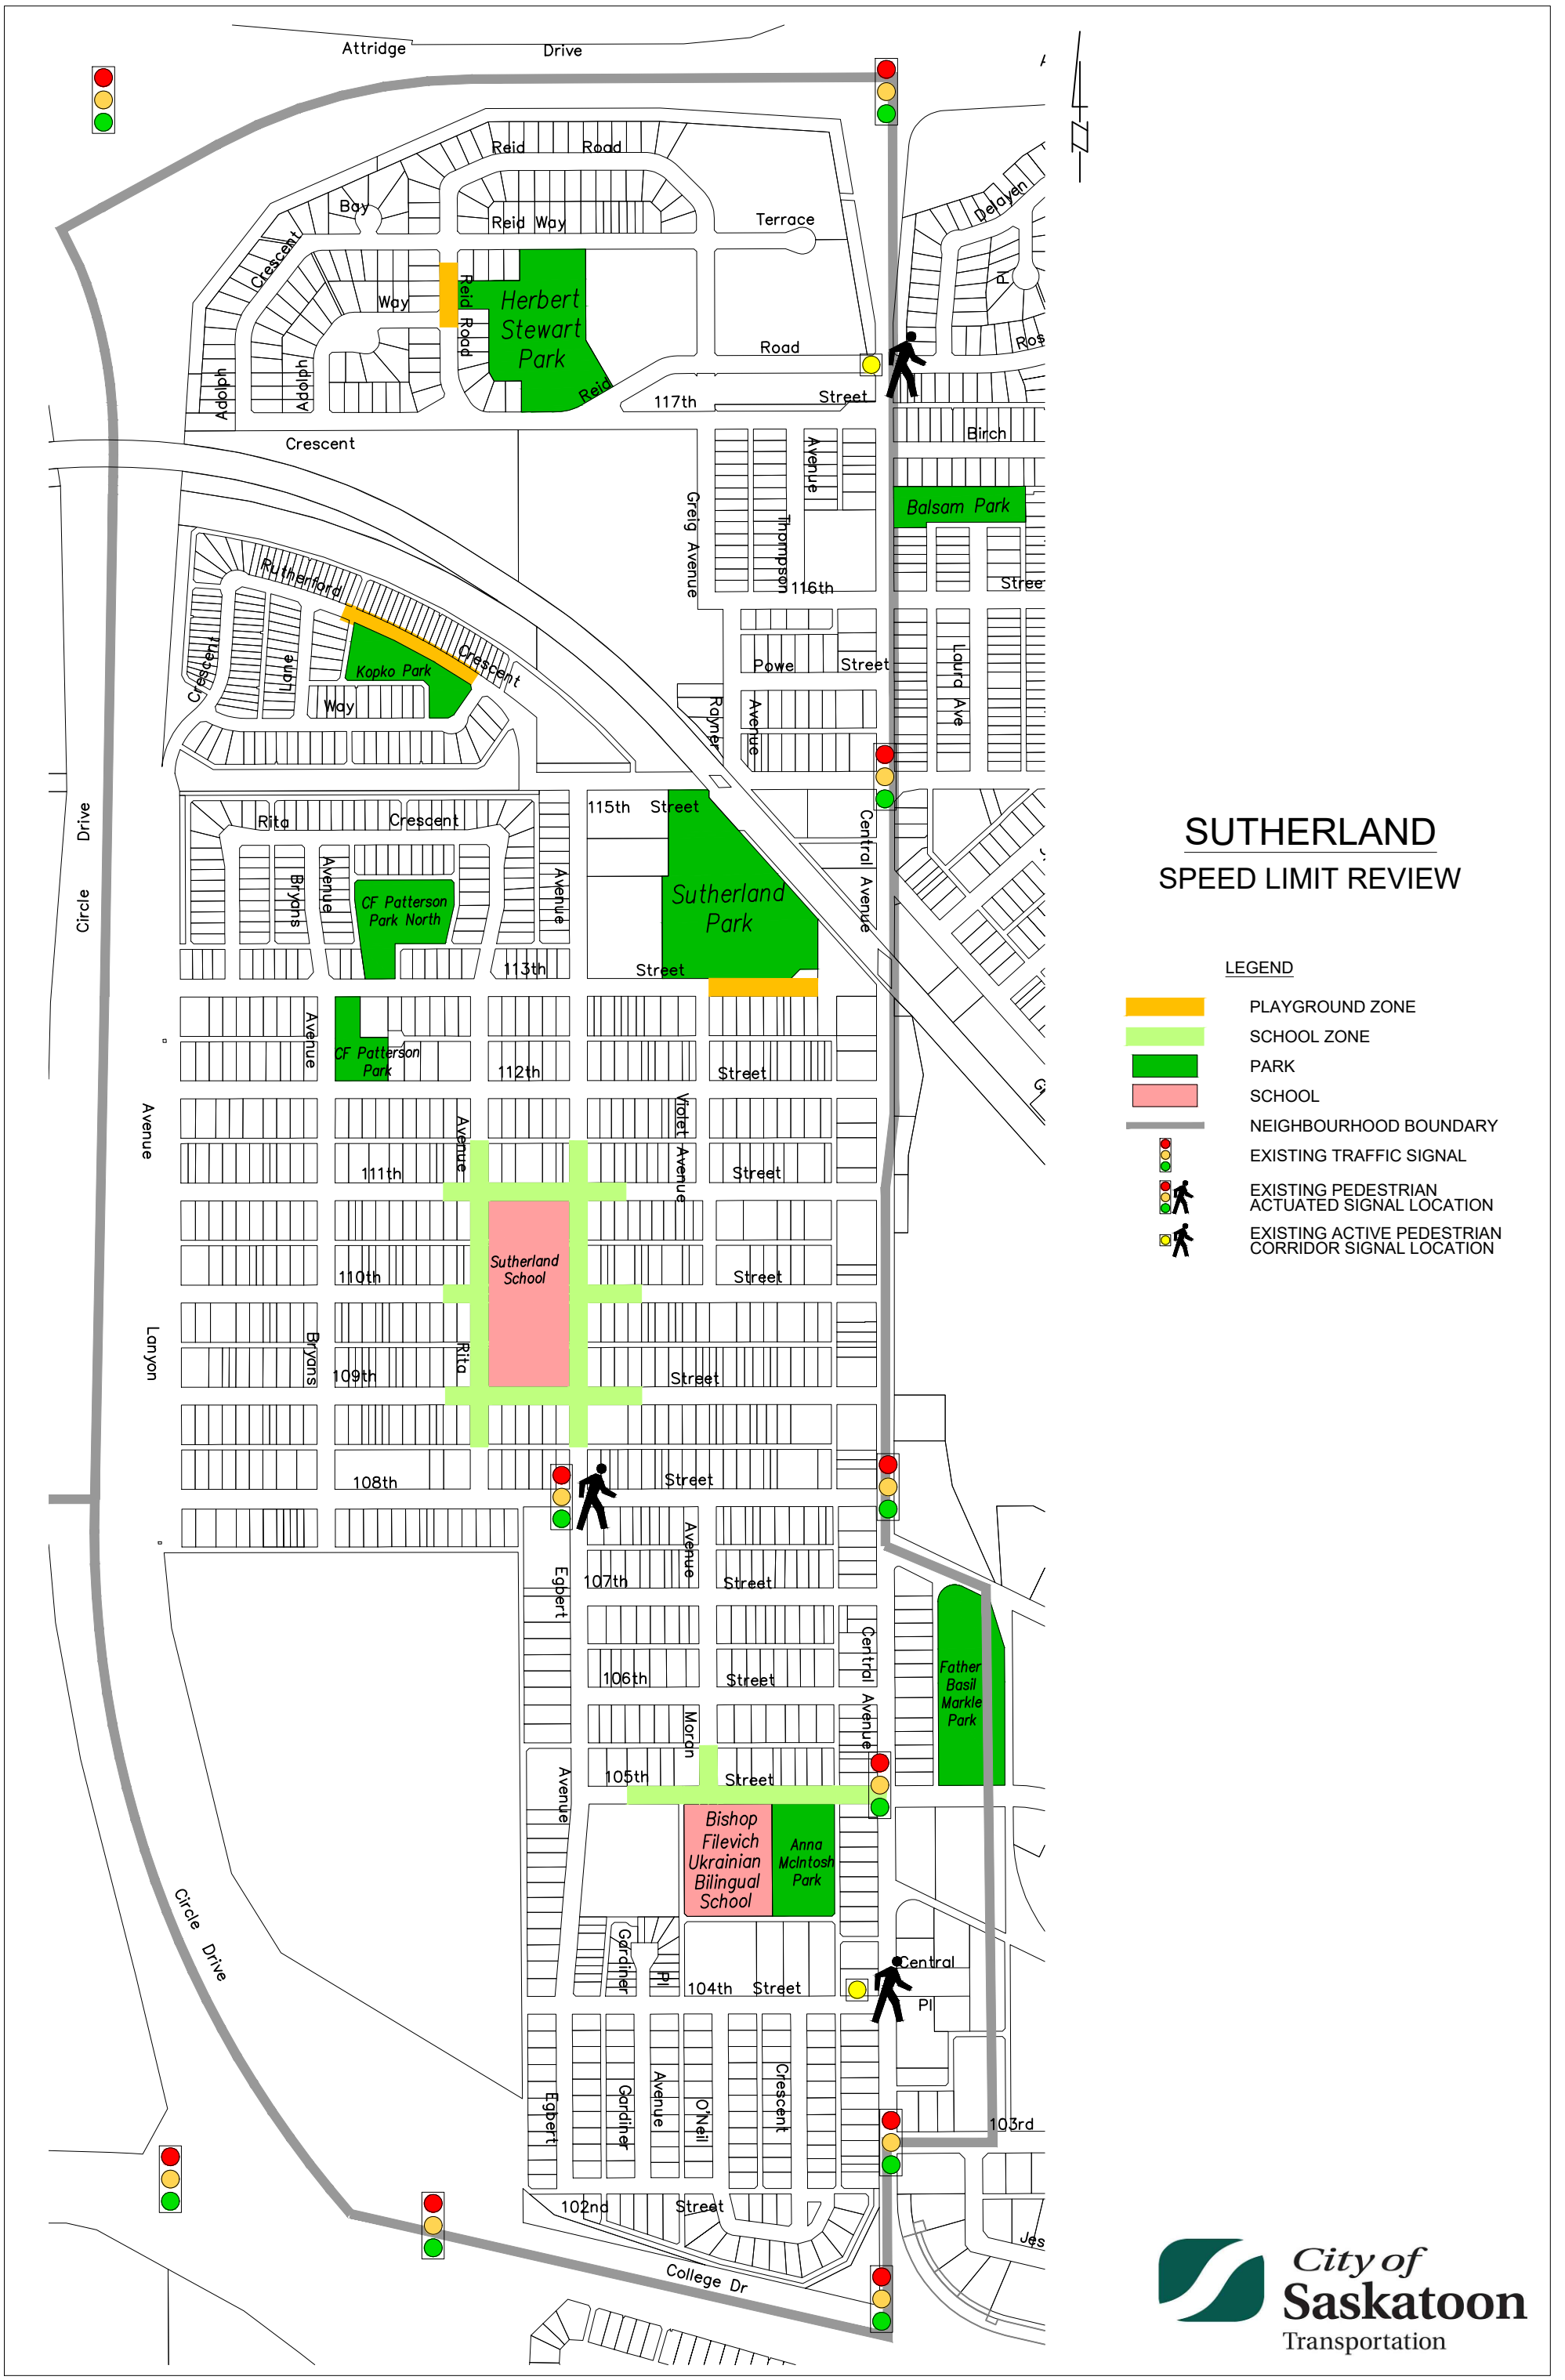 Attridge Drive
Reid Road
Bay
Reid Way
Terrace
Delayen
Crescent
Pl
Way
Reid Road
Herbert
Stewart
Park
Road
Ros
Adolph
Adolph
Reid
117th Street
Birch
Crescent
Avenue
Greig Avenue
Thompson
Balsam Park
116th
Stree
Rutherford Crescent
Crescent
Lane
Kopko Park
Way
Powe Street
Laura Ave
Rayner
Avenue
115th Street
Rita Crescent
Circle Drive
Central Avenue
Bryans
Avenue
Avenue
CF Patterson
Park North
Sutherland
Park
113th Street
Avenue
CF Patterson
Park
112th Street
Avenue
Avenue
Violet Avenue
111th Street
Sutherland
School
110th Street
Lanyon
Bryans
Rita
109th Street
108th Street
Avenue
Egbert
107th Street
Central Avenue
106th Street
Father
Basil
Markle
Park
Moran
105th Street
Avenue
Bishop
Filevich
Ukrainian
Bilingual
School
Anna
McIntosh
Park
Circle Drive
Gardiner
Pl
104th Street
Central
Pl
Egbert
Gardiner
Avenue
O'Neil
Crescent
103rd
102nd Street
Jes
College Dr
SUTHERLAND
SPEED LIMIT REVIEW
LEGEND
PLAYGROUND ZONE
SCHOOL ZONE
PARK
SCHOOL
NEIGHBOURHOOD BOUNDARY
EXISTING TRAFFIC SIGNAL
EXISTING PEDESTRIAN
ACTUATED SIGNAL LOCATION
EXISTING ACTIVE PEDESTRIAN
CORRIDOR SIGNAL LOCATION
City of
Saskatoon
Transportation